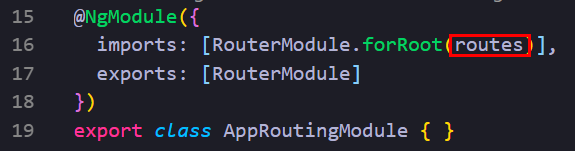 15 @NgModule({
16   imports: [RouterModule.forRoot(routes)],
17   exports: [RouterModule]
18 })
19 export class AppRoutingModule { }